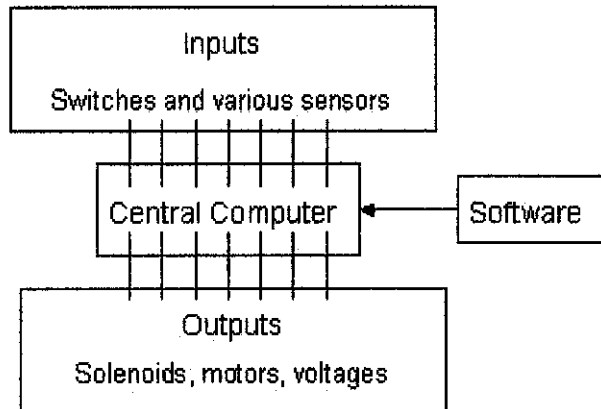 Inputs
Switches and various sensors
Central Computer
Software
Outputs
Solenoids, motors, voltages